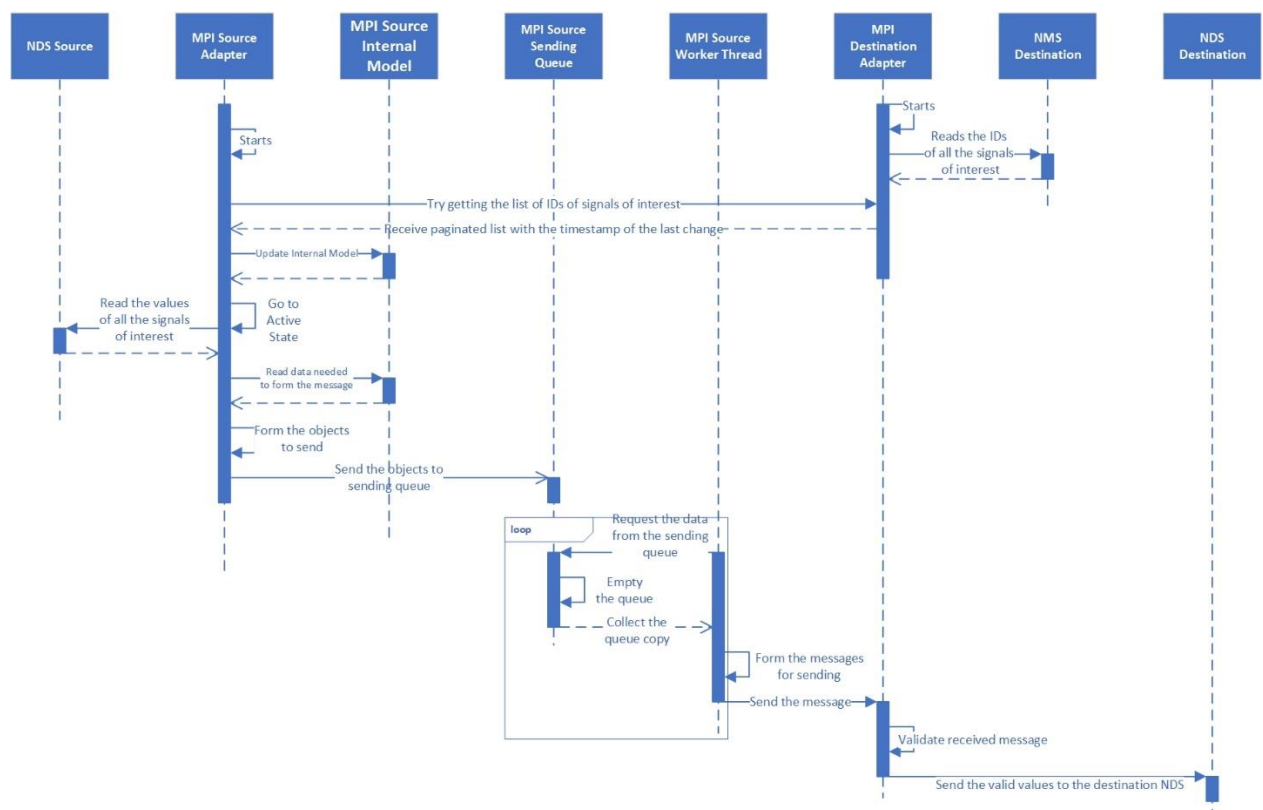 NDS Source
MPI Source
Adapter
MPI Source
Internal
Model
MPI Source
Sending
Queue
MPI Source
Worker Thread
MPI
Destination
Adapter
NMS
Destination
NDS
Destination
Starts
Starts
Reads the IDs
of all the signals
of interest
Try getting the list of IDs of signals of interest
Receive paginated list with the timestamp of the last change
Update Internal Model
Go to
Active
State
Read the values
of all the signals
of interest
Read data needed
to form the message
Form the objects
to send
Send the objects to
sending queue
loop
Request the data
from the sending
queue
Empty
the queue
Collect the
queue copy
Form the messages
for sending
Send the message
Validate received message
Send the valid values to the destination NDS